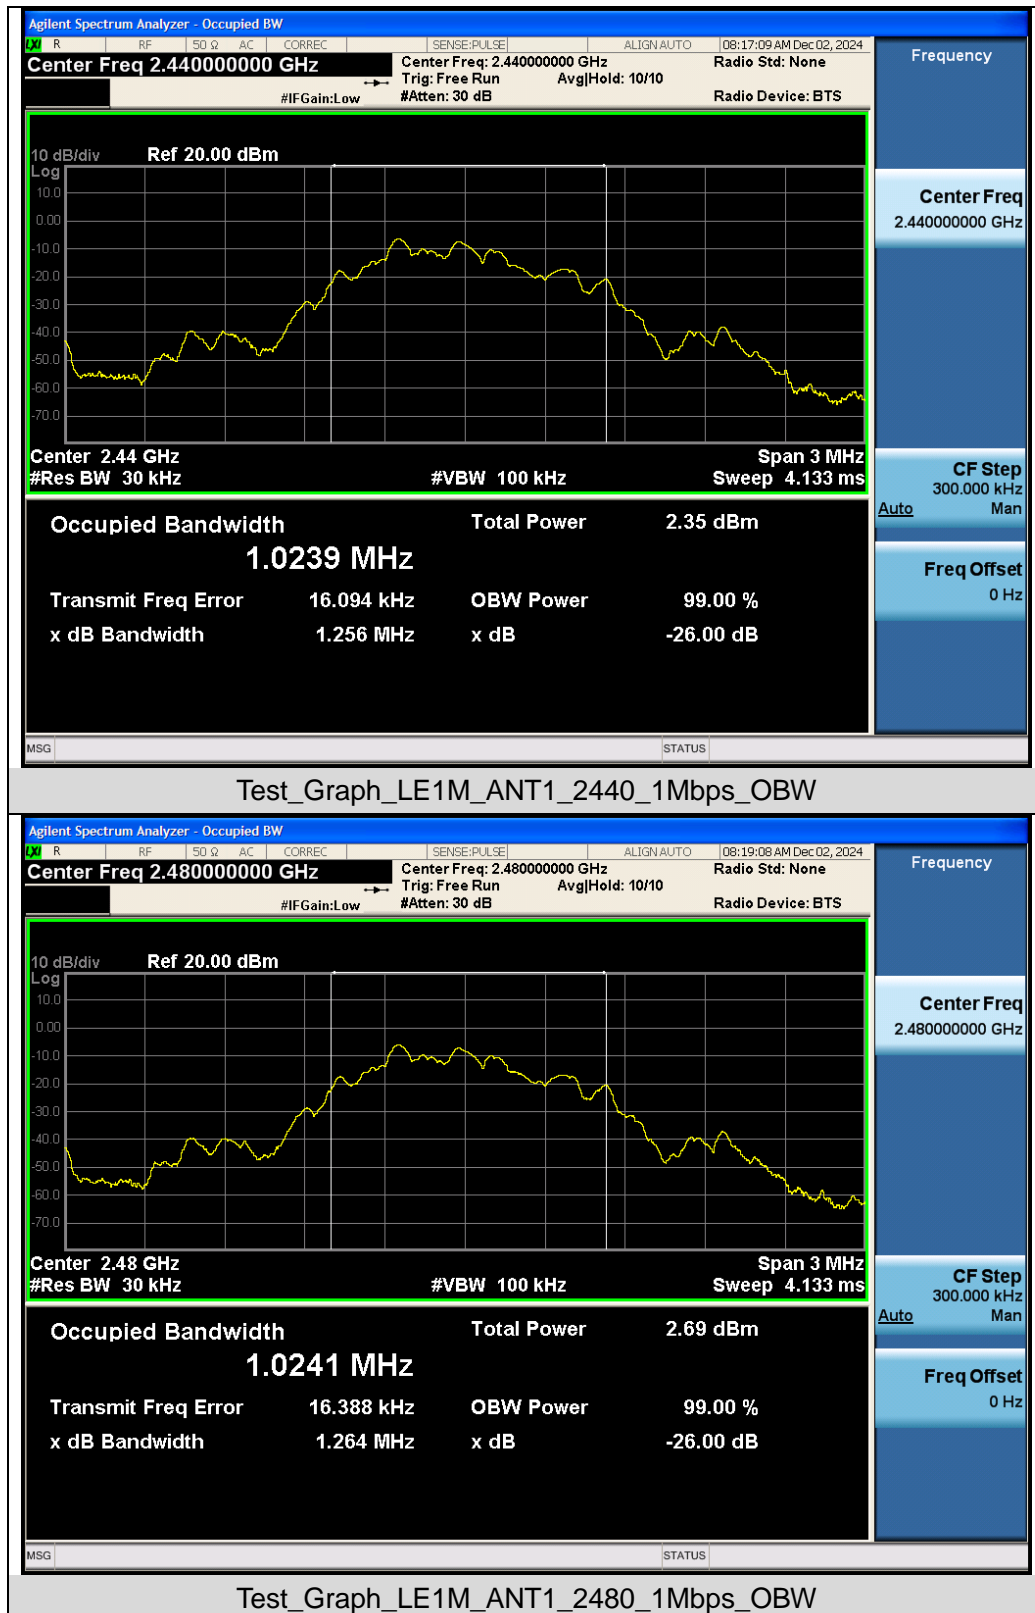 Agilent Spectrum Analyzer - Occupied BW
LXI R RF 50 Ω AC CORREC SENSE:PULSE ALIGN AUTO 08:17:09 AM Dec 02, 2024
Center Freq 2.440000000 GHz Center Freq: 2.440000000 GHz Radio Std: None Frequency
Trig: Free Run Avg|Hold: 10/10
#IFGain:Low #Atten: 30 dB Radio Device: BTS
10 dB/div Ref 20.00 dBm
Log
10.0
0.00
-10.0
-20.0
-30.0
-40.0
-50.0
-60.0
-70.0
Center Freq
2.440000000 GHz
Center 2.44 GHz Span 3 MHz
#Res BW 30 kHz #VBW 100 kHz Sweep 4.133 ms
CF Step
300.000 kHz
Auto Man
Occupied Bandwidth Total Power 2.35 dBm
1.0239 MHz
Transmit Freq Error 16.094 kHz OBW Power 99.00 %
x dB Bandwidth 1.256 MHz x dB -26.00 dB
Freq Offset
0 Hz
MSG STATUS
Test_Graph_LE1M_ANT1_2440_1Mbps_OBW
Agilent Spectrum Analyzer - Occupied BW
LXI R RF 50 Ω AC CORREC SENSE:PULSE ALIGN AUTO 08:19:08 AM Dec 02, 2024
Center Freq 2.480000000 GHz Center Freq: 2.480000000 GHz Radio Std: None Frequency
Trig: Free Run Avg|Hold: 10/10
#IFGain:Low #Atten: 30 dB Radio Device: BTS
10 dB/div Ref 20.00 dBm
Log
10.0
0.00
-10.0
-20.0
-30.0
-40.0
-50.0
-60.0
-70.0
Center Freq
2.480000000 GHz
Center 2.48 GHz Span 3 MHz
#Res BW 30 kHz #VBW 100 kHz Sweep 4.133 ms
CF Step
300.000 kHz
Auto Man
Occupied Bandwidth Total Power 2.69 dBm
1.0241 MHz
Transmit Freq Error 16.388 kHz OBW Power 99.00 %
x dB Bandwidth 1.264 MHz x dB -26.00 dB
Freq Offset
0 Hz
MSG STATUS
Test_Graph_LE1M_ANT1_2480_1Mbps_OBW